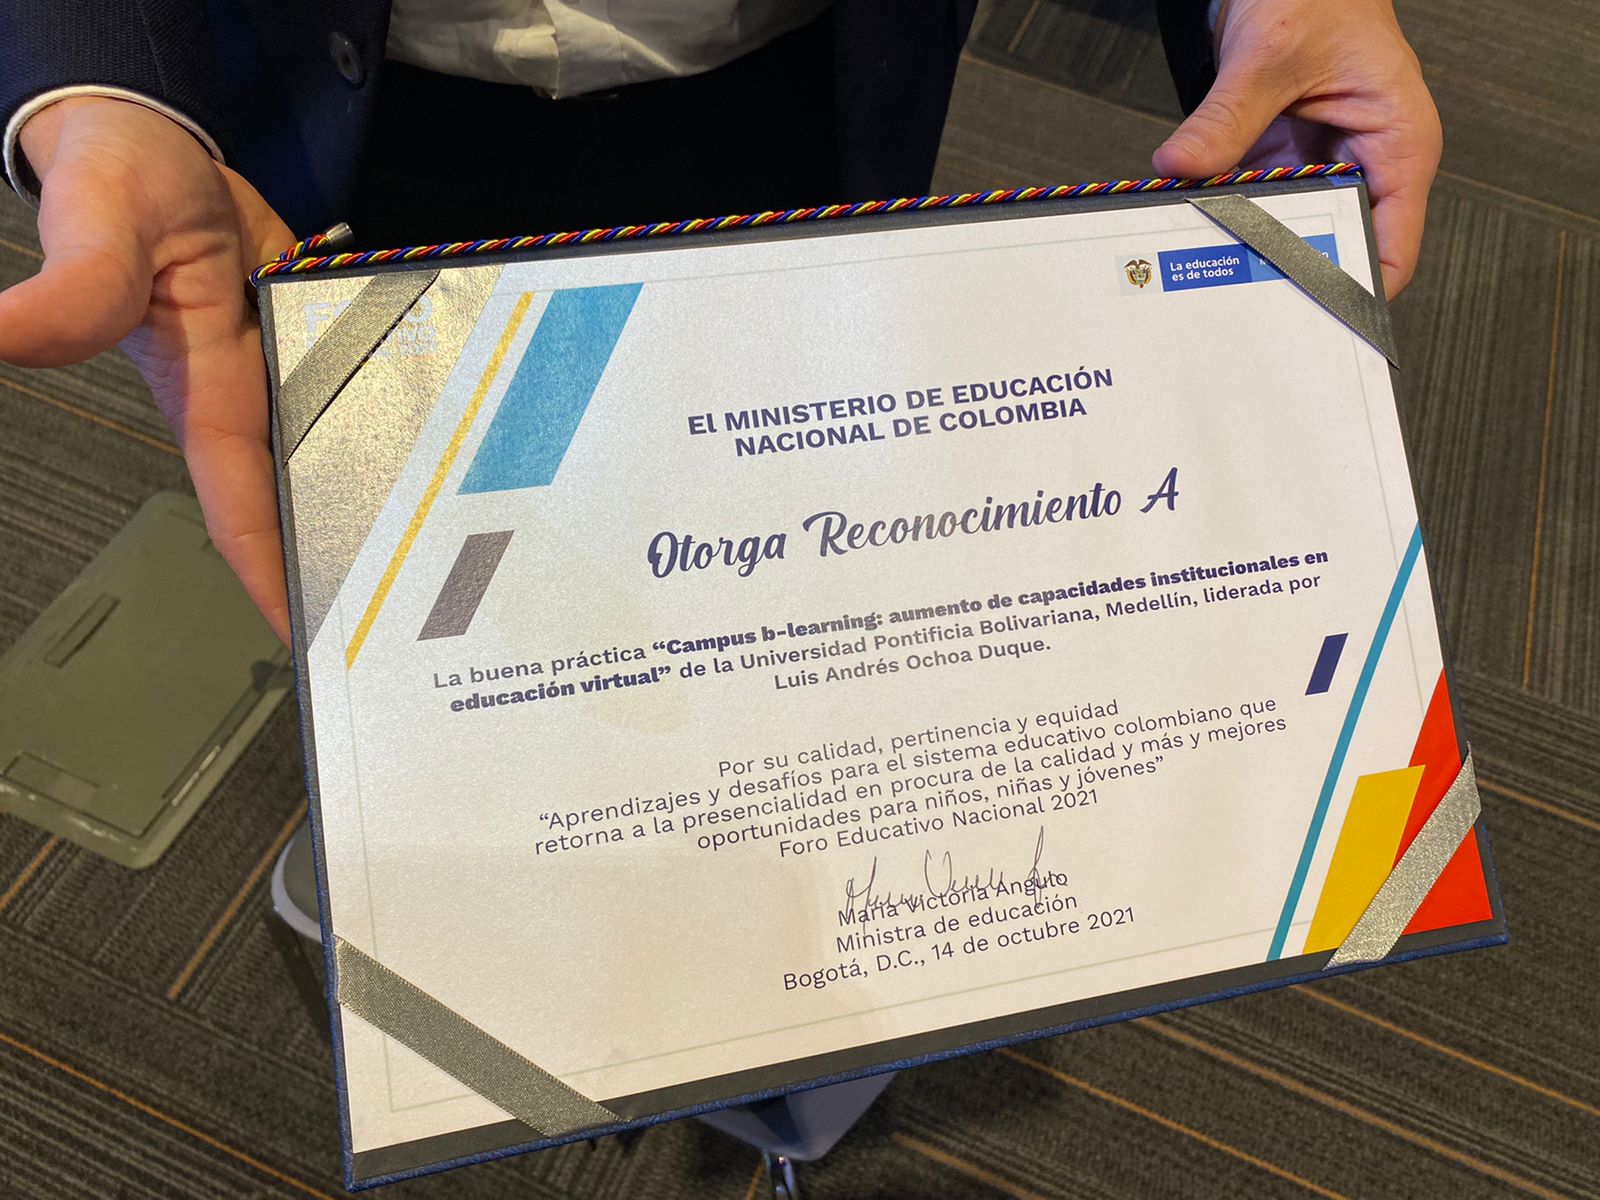 La educación
es de todos
El MINISTERIO DE EDUCACIÓN
NACIONAL DE COLOMBIA
Otorga Reconocimiento A
La buena práctica “Campus b-learning: aumento de capacidades institucionales en
educación virtual” de la Universidad Pontificia Bolivariana, Medellín, liderada por
Luis Andrés Ochoa Duque.
Por su calidad, pertinencia y equidad
“Aprendizajes y desafíos para el sistema educativo colombiano que
retorna a la presencialidad en procura de la calidad y más y mejores
oportunidades para niños, niñas y jóvenes”
Foro Educativo Nacional 2021
María Victoria Angulo
Ministra de educación
Bogotá, D.C., 14 de octubre 2021